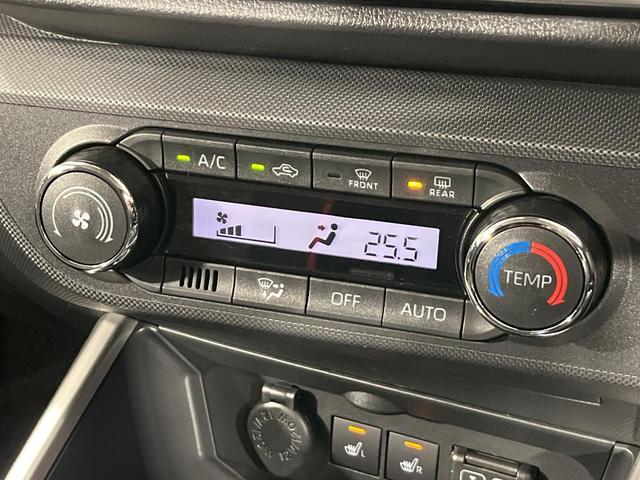 A/C
FRONT
REAR
25.5
TEMP
OFF
AUTO
L
R